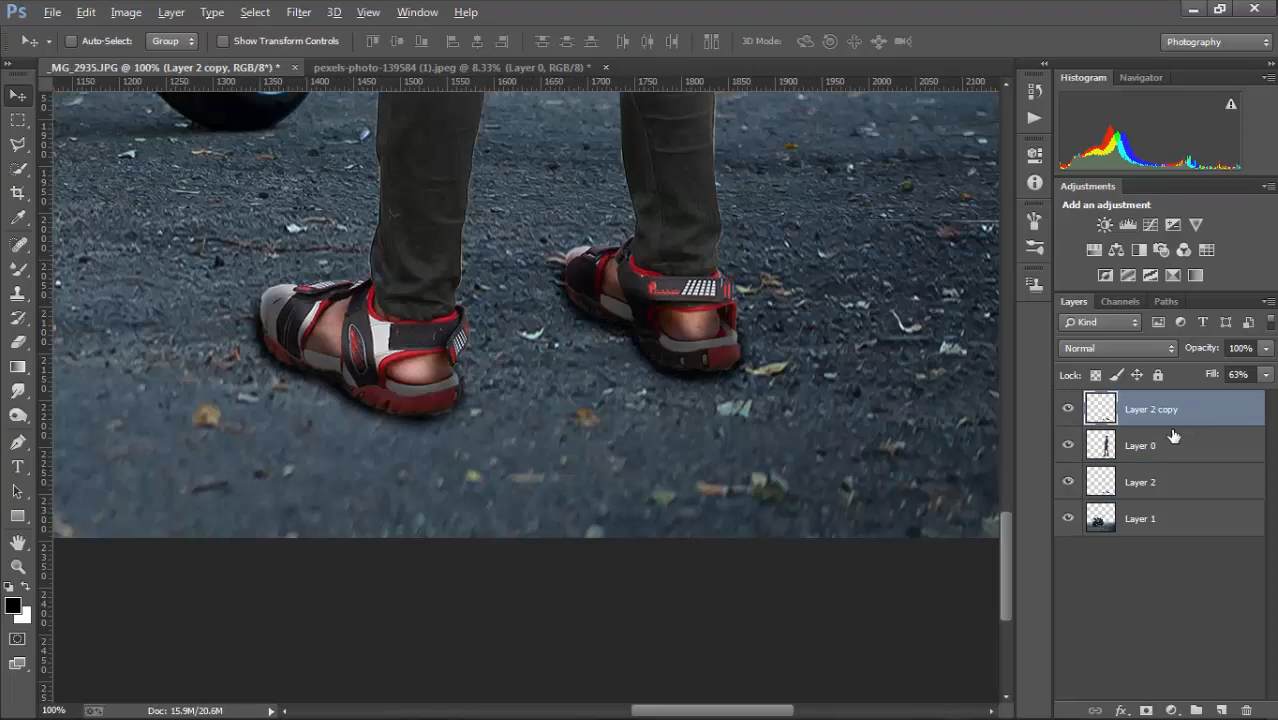 Ps File Edit Image Layer Type Select Filter 3D View Window Help
Auto-Select: Group Show Transform Controls 3D Mode: Photography
_MG_2935.JPG @ 100% (Layer 2 copy, RGB/8*) * × pexels-photo-139584 (1).jpeg @ 8.33% (Layer 0, RGB/8) * ×
1150 1200 1250 1300 1350 1400 1450 1500 1550 1600 1650 1700 1750 1800 1850 1900 1950 2000 2050 2100
Histogram Navigator
Adjustments
Add an adjustment
Layers Channels Paths
Kind
Normal Opacity: 100%
Lock: Fill: 63%
Layer 2 copy
Layer 0
Layer 2
Layer 1
100% Doc: 15.9M/20.6M